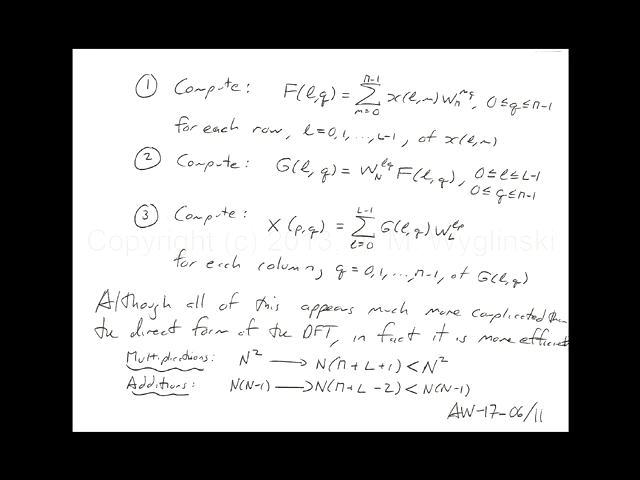 ① Compute: F(l,q) = Σ_{m=0}^{M-1} x(l,m) W_M^{mq}, 0≤q≤M-1
for each row, l=0,1,...,L-1, of x(l,m)
② Compute: G(l,q) = W_N^{lq} F(l,q), 0≤l≤L-1
0≤q≤M-1
③ Compute: X(p,q) = Σ_{l=0}^{L-1} G(l,q) W_L^{lp}
Copyright (c) 2013, A. M. Wyglinski
for each column, q=0,1,...,M-1, of G(l,q)
Although all of this appears much more complicated than
the direct form of the DFT, in fact it is more efficient
Multiplications: N² → N(M+L+1) < N²
Additions: N(N-1) → N(M+L-2) < N(N-1)
AW-17-06/11